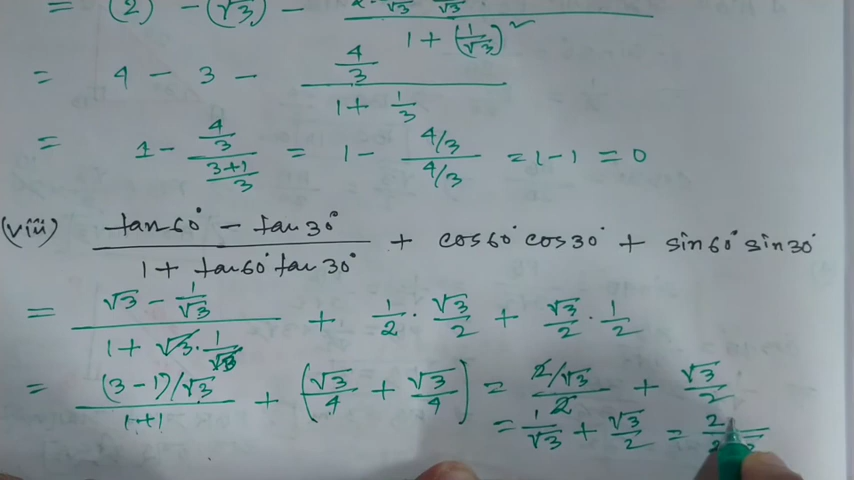 = (2) - (√3) - 
1 + (1/√3)²
= 4 - 3 - (4/3)/(1 + 1/3)
= 1 - (4/3)/((3+1)/3) = 1 - (4/3)/(4/3) = 1 - 1 = 0
(viii) (tan 60° - tan 30°)/(1 + tan 60° tan 30°) + cos 60° cos 30° + sin 60° sin 30°
= (√3 - 1/√3)/(1 + √3 · 1/√3) + 1/2 · √3/2 + √3/2 · 1/2
= ((3-1)/√3)/(1+1) + (√3/4 + √3/4) = (2/√3)/2 + √3/2
= 1/√3 + √3/2 = 2